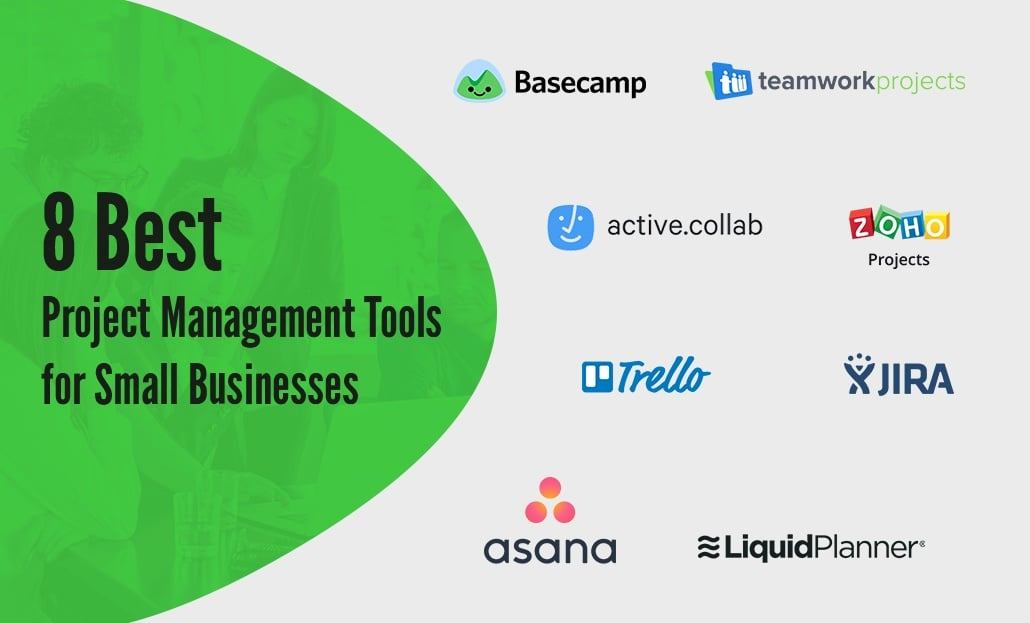 8 Best
Project Management Tools
for Small Businesses
Basecamp
teamworkprojects
active.collab
ZOHO
Projects
Trello
JIRA
asana
LiquidPlanner®